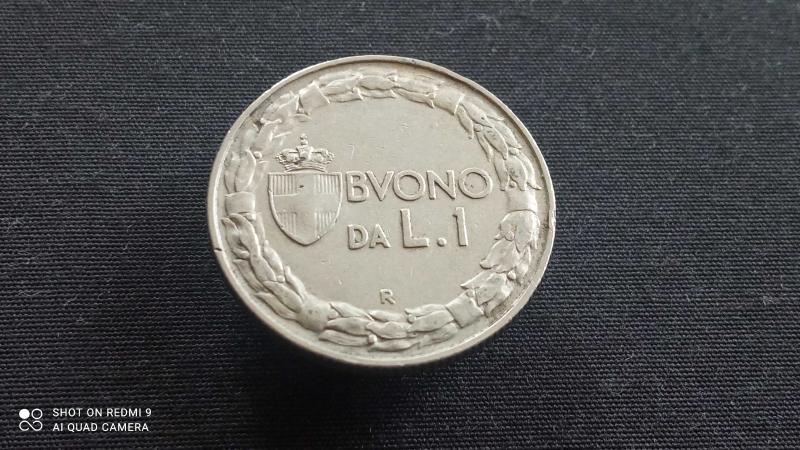 BVONO
DA L.1
R
SHOT ON REDMI 9
AI QUAD CAMERA